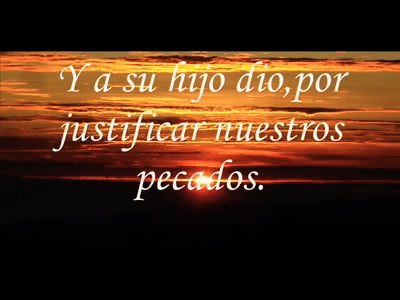 Y a su hijo dio,por
justificar nuestros
pecados.